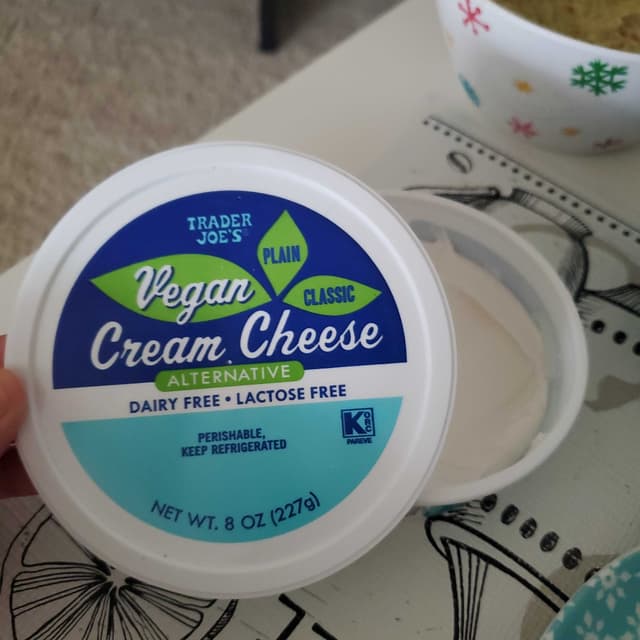 TRADER
JOE'S
PLAIN
CLASSIC
Vegan
Cream Cheese
ALTERNATIVE
DAIRY FREE • LACTOSE FREE
PERISHABLE,
KEEP REFRIGERATED
K
PAREVE
NET WT. 8 OZ (227g)